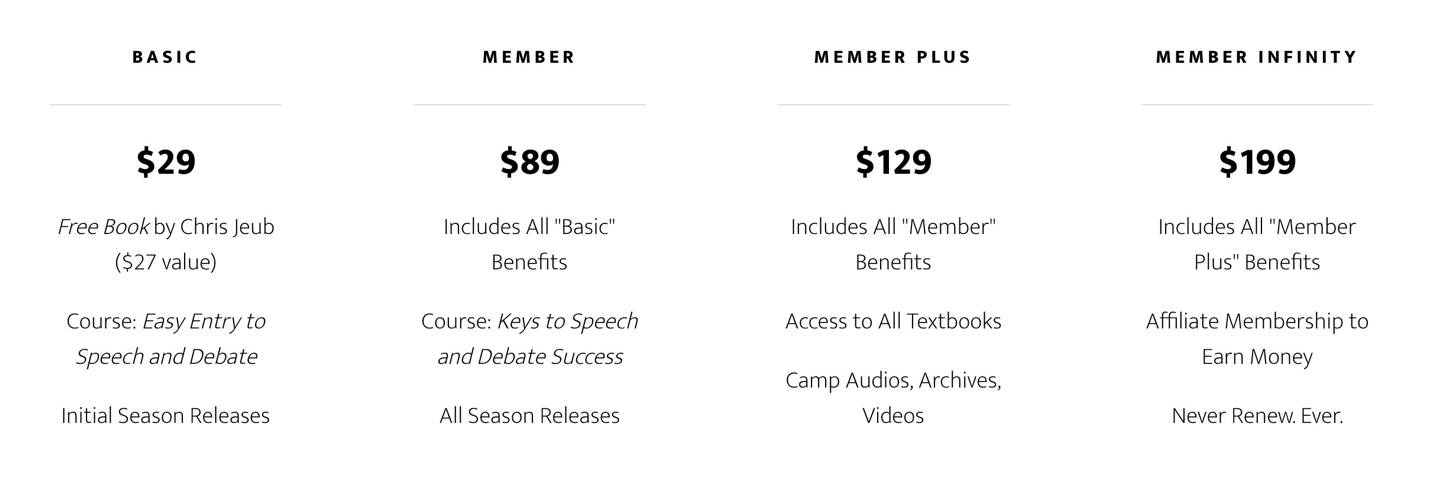 BASIC
MEMBER
MEMBER PLUS
MEMBER INFINITY
$29
$89
$129
$199
Free Book by Chris Jeub
($27 value)
Course: Easy Entry to
Speech and Debate
Initial Season Releases
Includes All "Basic"
Benefits
Course: Keys to Speech
and Debate Success
All Season Releases
Includes All "Member"
Benefits
Access to All Textbooks
Camp Audios, Archives,
Videos
Includes All "Member
Plus" Benefits
Affiliate Membership to
Earn Money
Never Renew. Ever.